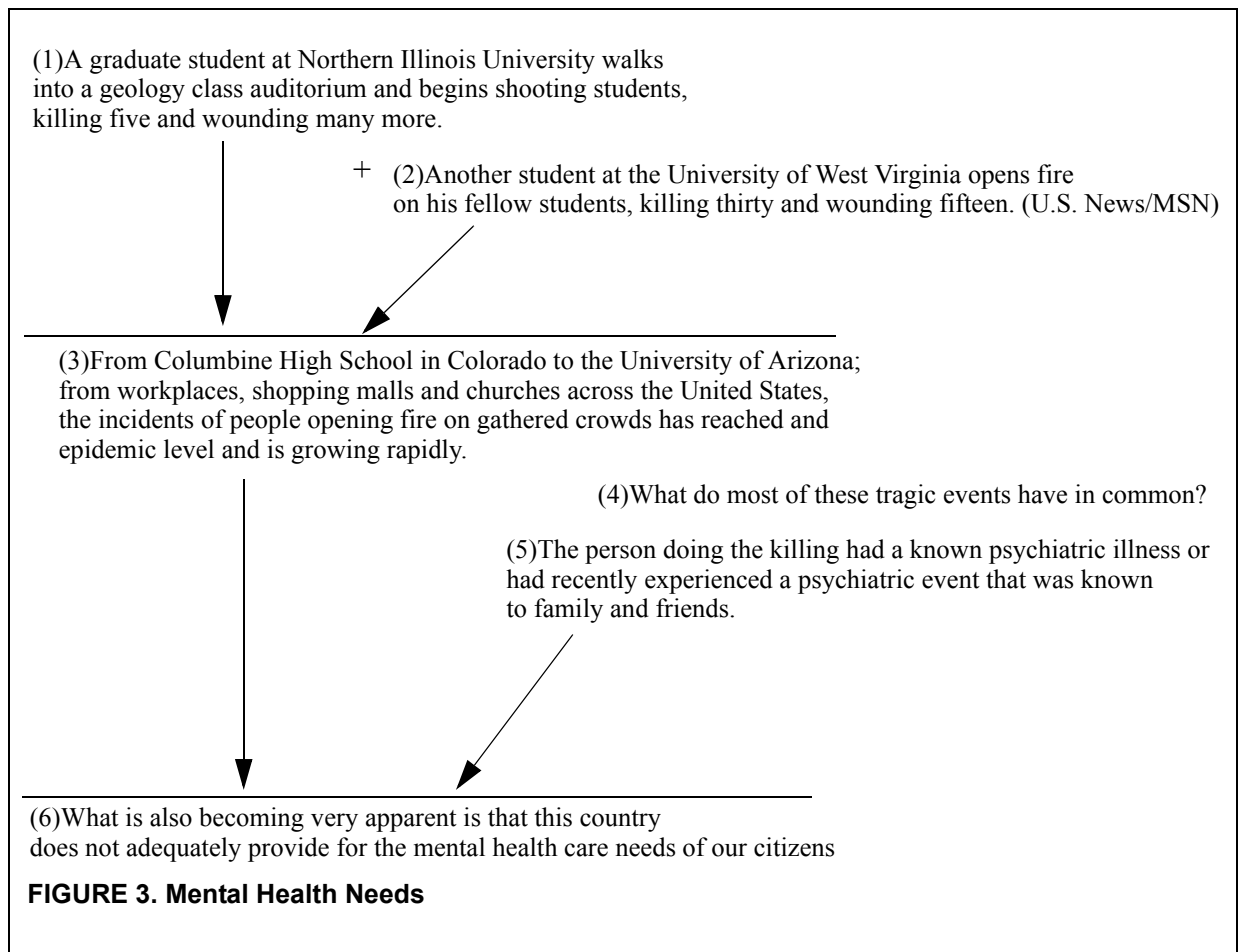 (1)A graduate student at Northern Illinois University walks
into a geology class auditorium and begins shooting students,
killing five and wounding many more.
+ (2)Another student at the University of West Virginia opens fire
on his fellow students, killing thirty and wounding fifteen. (U.S. News/MSN)
(3)From Columbine High School in Colorado to the University of Arizona;
from workplaces, shopping malls and churches across the United States,
the incidents of people opening fire on gathered crowds has reached and
epidemic level and is growing rapidly.
(4)What do most of these tragic events have in common?
(5)The person doing the killing had a known psychiatric illness or
had recently experienced a psychiatric event that was known
to family and friends.
(6)What is also becoming very apparent is that this country
does not adequately provide for the mental health care needs of our citizens
FIGURE 3. Mental Health Needs